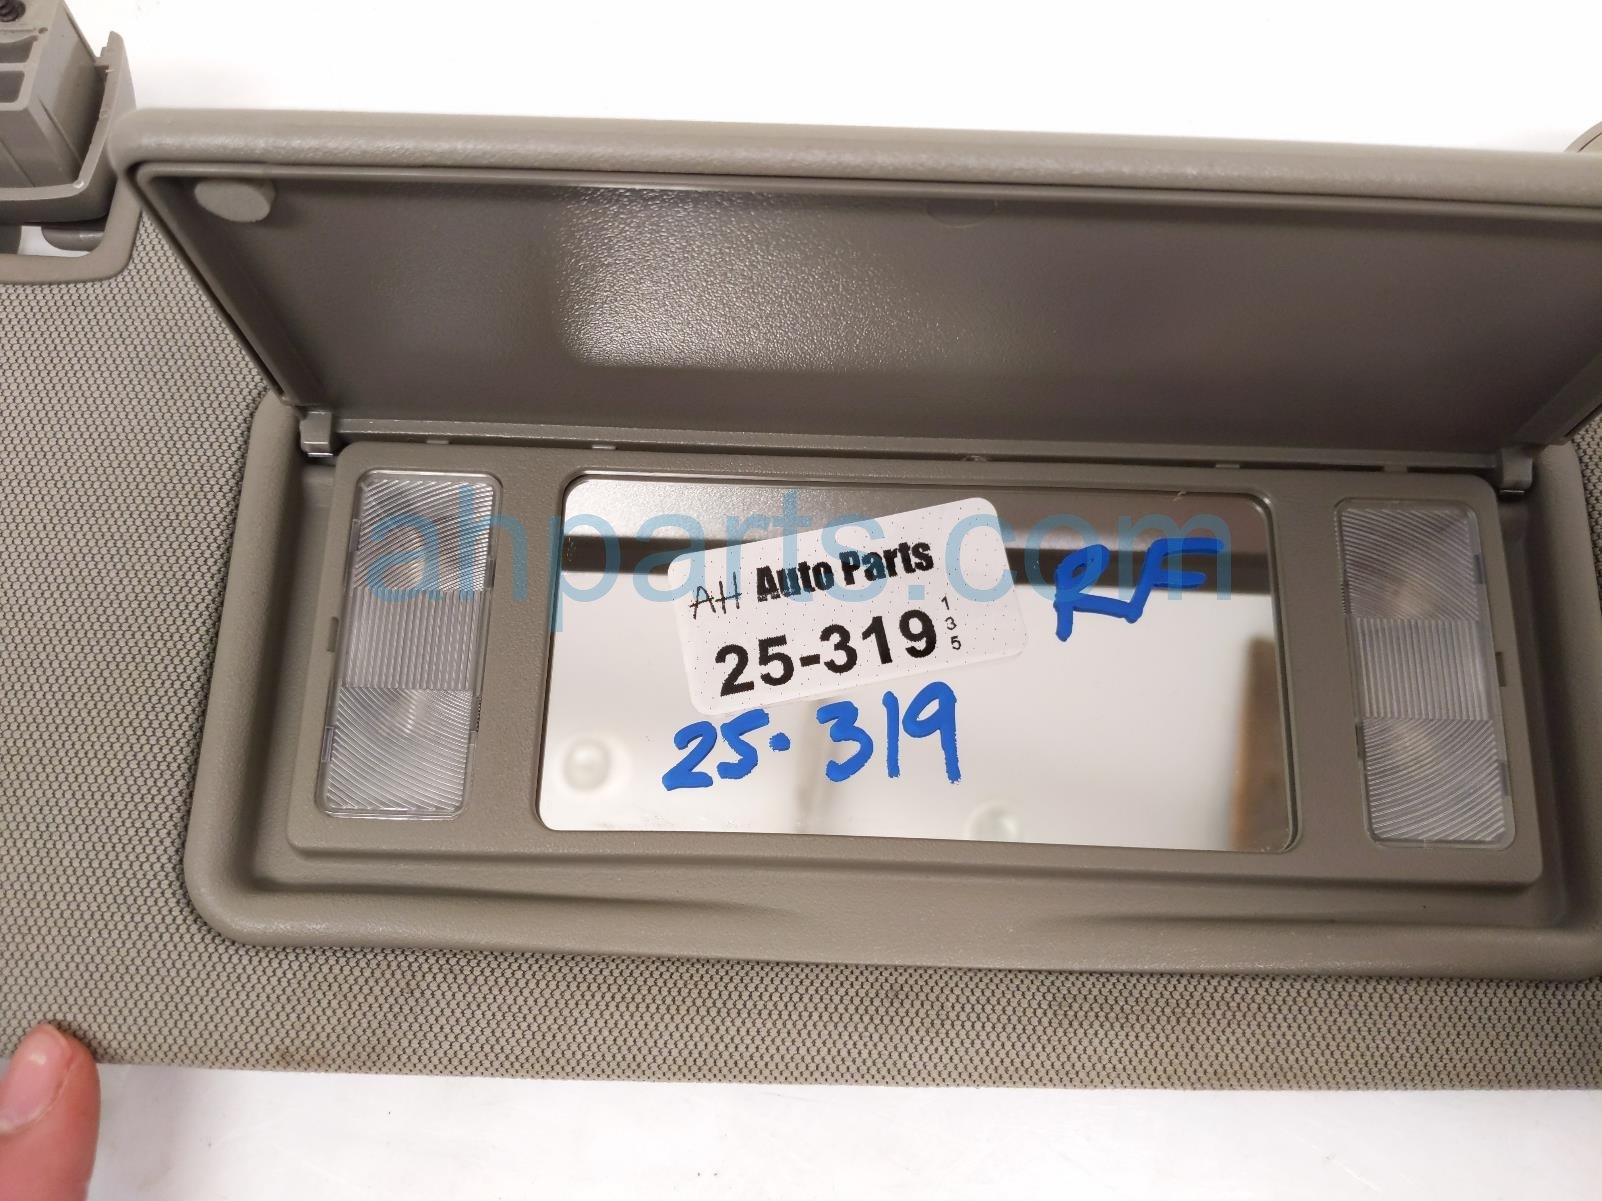 ahparts.com
AH Auto Parts
25-319 1
3
5
RF
25-319